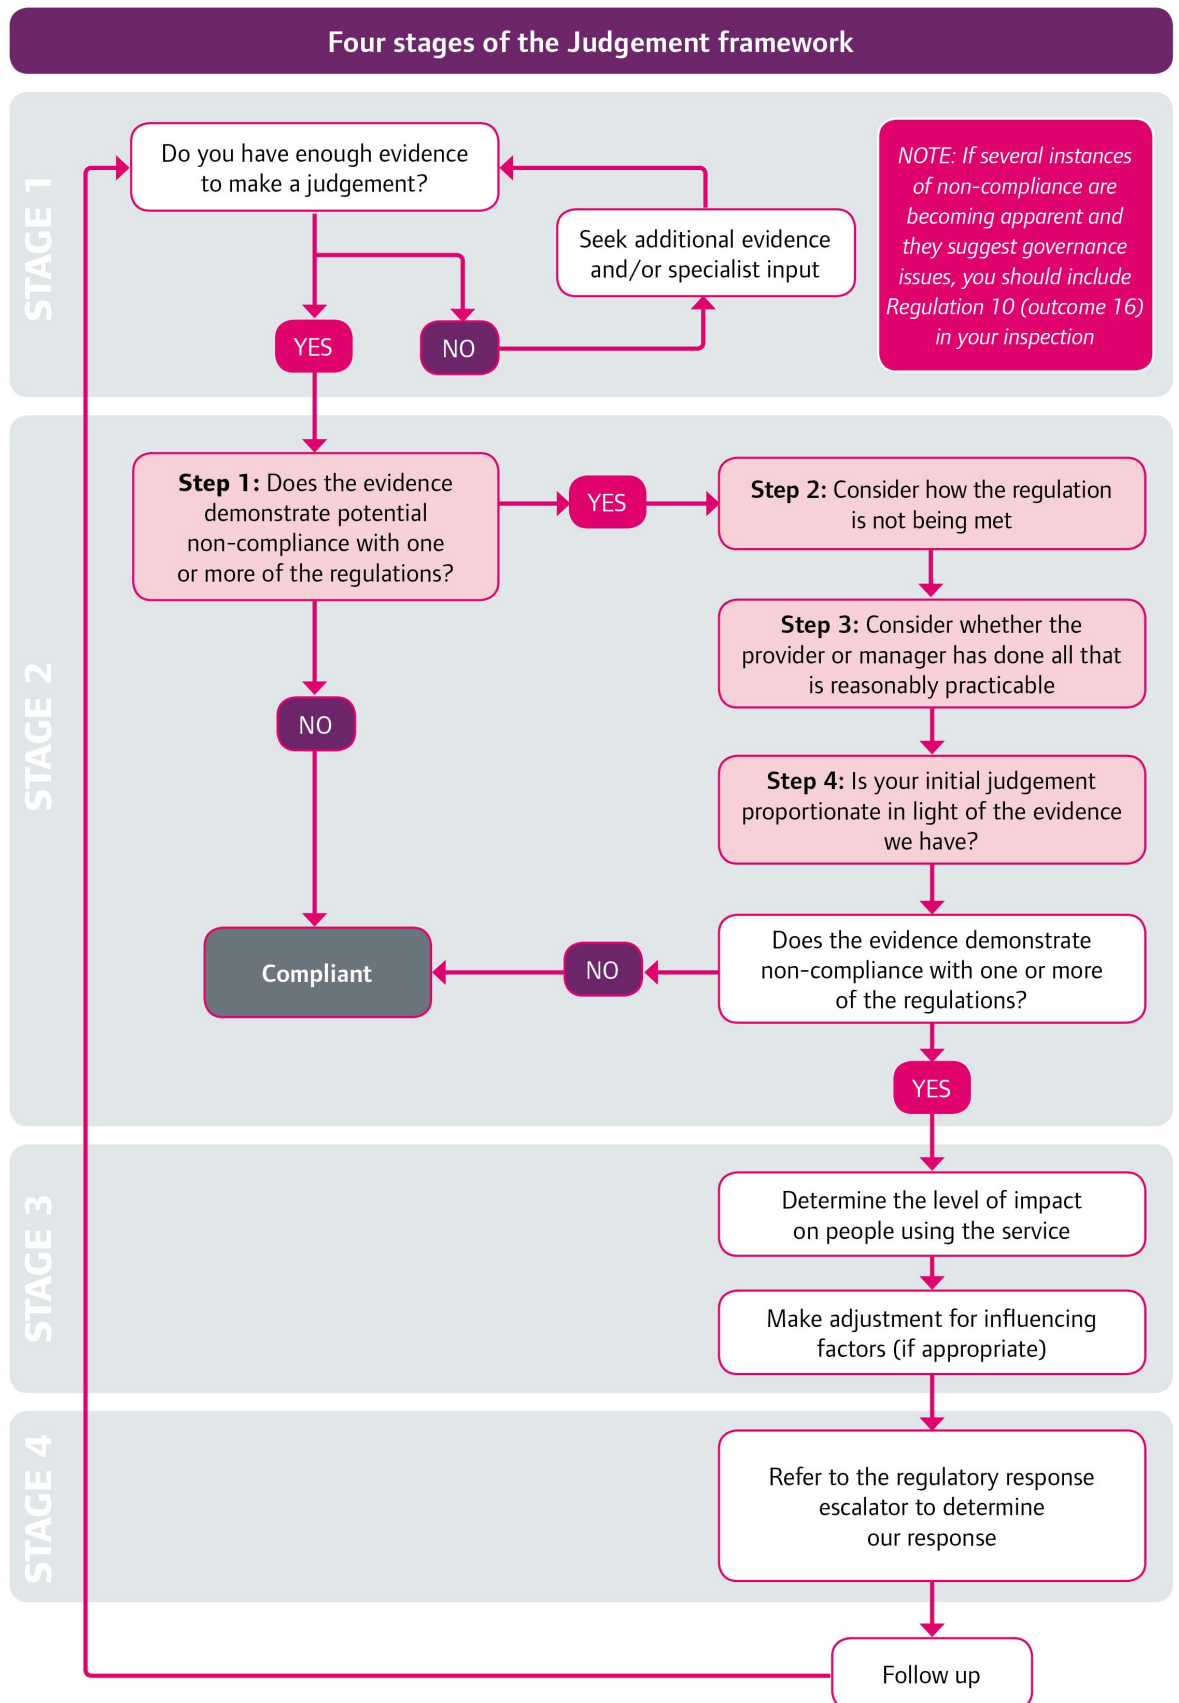 Four stages of the Judgement framework
STAGE 1
Do you have enough evidence
to make a judgement?
Seek additional evidence
and/or specialist input
YES
NO
NOTE: If several instances
of non-compliance are
becoming apparent and
they suggest governance
issues, you should include
Regulation 10 (outcome 16)
in your inspection
STAGE 2
Step 1: Does the evidence
demonstrate potential
non-compliance with one
or more of the regulations?
YES
Step 2: Consider how the regulation
is not being met
Step 3: Consider whether the
provider or manager has done all that
is reasonably practicable
NO
Step 4: Is your initial judgement
proportionate in light of the evidence
we have?
Does the evidence demonstrate
non-compliance with one or more
of the regulations?
NO
Compliant
YES
STAGE 3
Determine the level of impact
on people using the service
Make adjustment for influencing
factors (if appropriate)
STAGE 4
Refer to the regulatory response
escalator to determine
our response
Follow up